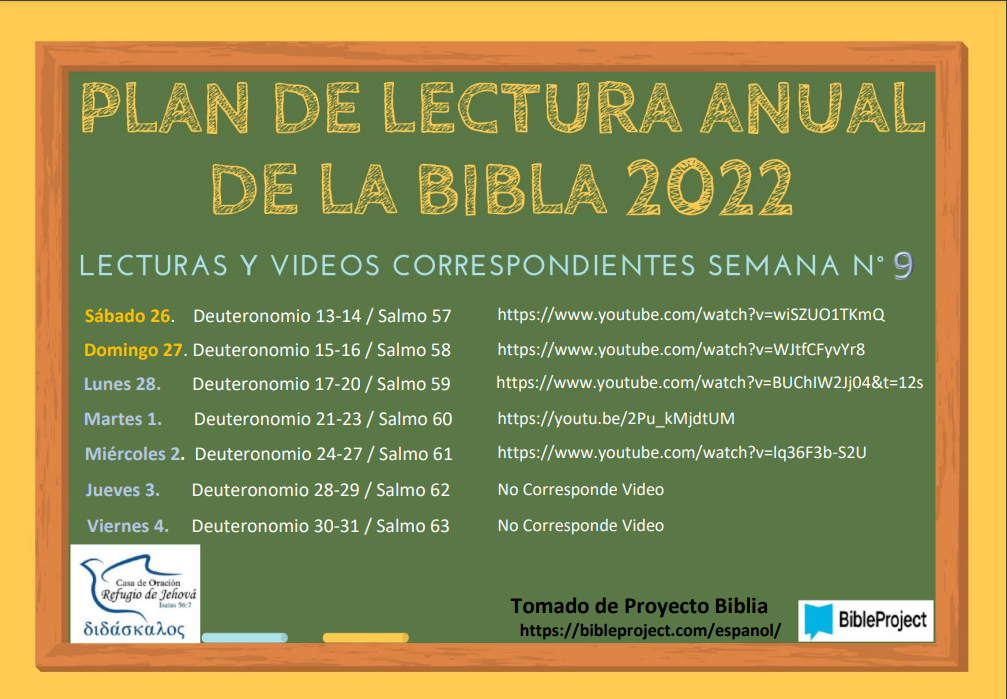 PLAN DE LECTURA ANUAL
DE LA BIBLA 2022
LECTURAS Y VIDEOS CORRESPONDIENTES SEMANA N° 9
Sábado 26. Deuteronomio 13-14 / Salmo 57 https://www.youtube.com/watch?v=wiSZUO1TKmQ
Domingo 27. Deuteronomio 15-16 / Salmo 58 https://www.youtube.com/watch?v=WJtfCFyvYr8
Lunes 28. Deuteronomio 17-20 / Salmo 59 https://www.youtube.com/watch?v=BUChIW2Jj04&t=12s
Martes 1. Deuteronomio 21-23 / Salmo 60 https://youtu.be/2Pu_kMjdtUM
Miércoles 2. Deuteronomio 24-27 / Salmo 61 https://www.youtube.com/watch?v=lq36F3b-S2U
Jueves 3. Deuteronomio 28-29 / Salmo 62 No Corresponde Video
Viernes 4. Deuteronomio 30-31 / Salmo 63 No Corresponde Video
Casa de Oración
Refugio de Jehová
Isaías 56:7
διδάσκαλος
Tomado de Proyecto Biblia
https://bibleproject.com/espanol/
BibleProject